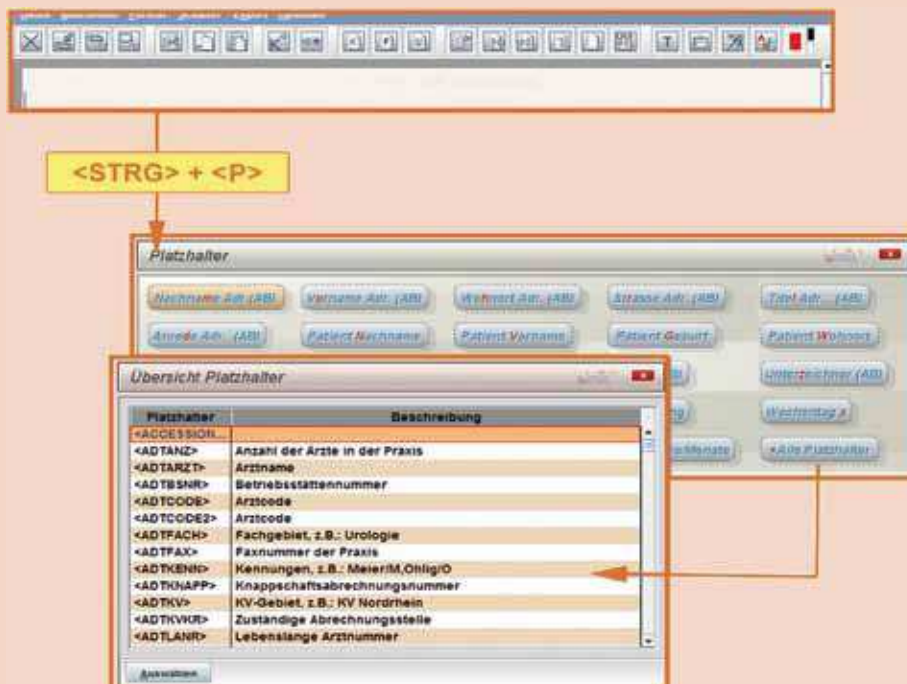 <STRG> + <P>
Platzhalter
Nachname Adr. (AB) Vorname Adr. (AB) Wohnort Adr. (AB) Strasse Adr. (AB) Titel Adr. (AB)
Anrede Adr. (AB) Patient Nachname Patient Vorname Patient Geburt Patient Wohnort
Übersicht Platzhalter
Unterzeichner (AB)
Platzhalter Beschreibung
<ACCESSION...
<ADTANZ> Anzahl der Ärzte in der Praxis
<ADTARZT> Arztname
<ADTBSNR> Betriebsstättennummer
<ADTCODE> Arztcode
<ADTCODE2> Arztcode
<ADTFACH> Fachgebiet, z.B.: Urologie
<ADTFAX> Faxnummer der Praxis
<ADTKENN> Kennungen, z.B.: Meier/M,Ohlig/O
<ADTKNAPP> Knappschaftsabrechnungsnummer
<ADTKV> KV-Gebiet, z.B.: KV Nordrhein
<ADTKVKR> Zuständige Abrechnungsstelle
<ADTLANR> Lebenslange Arztnummer
Wochentag x
Alle Platzhalter
Auswählen